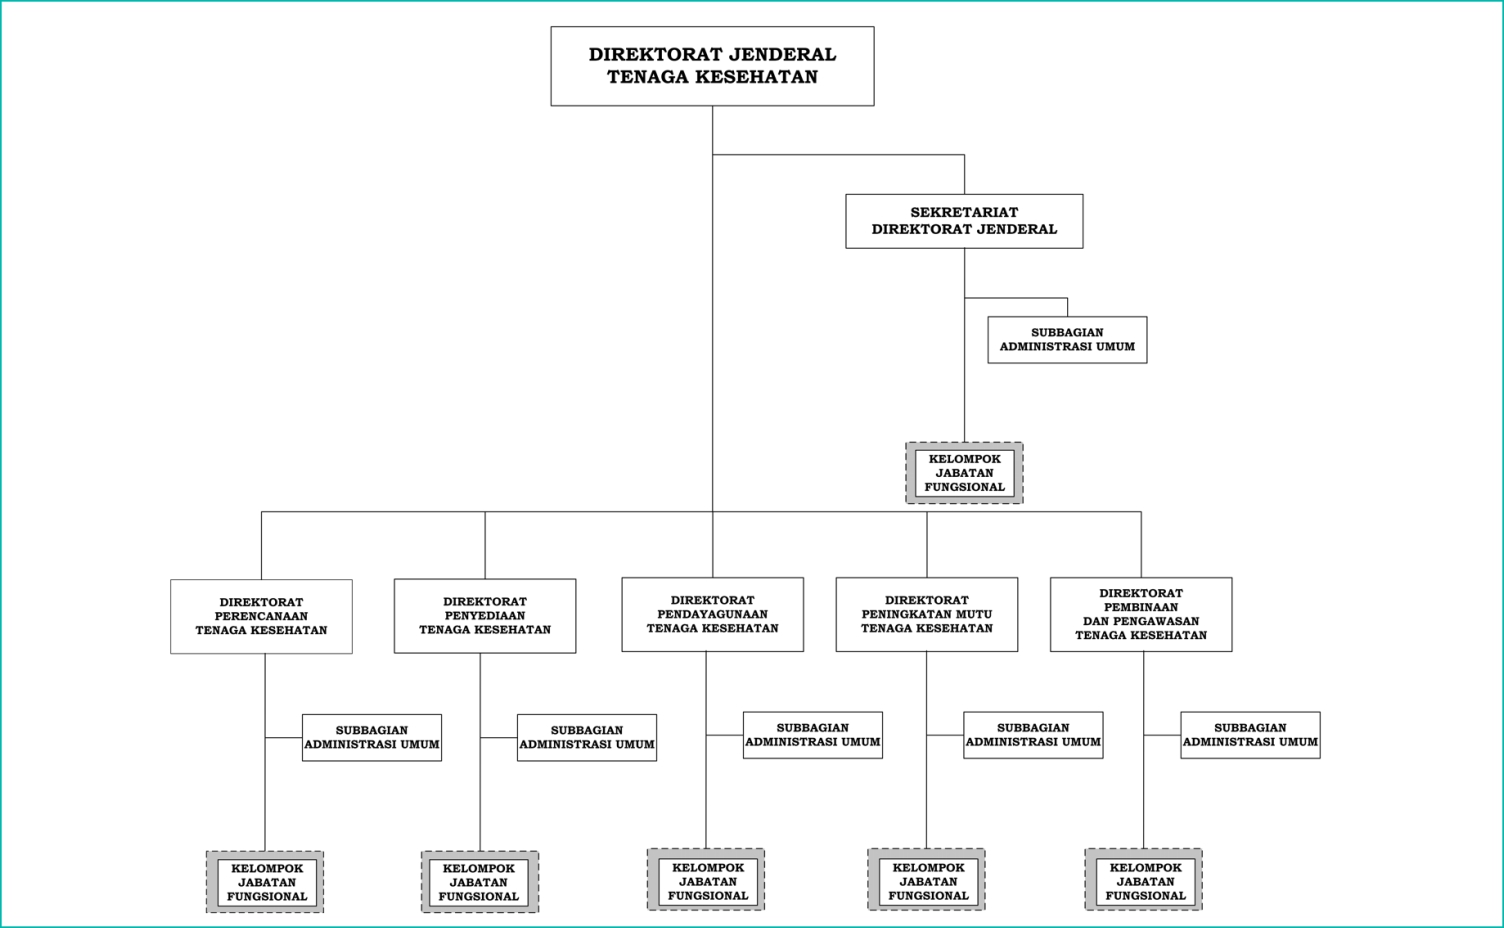 DIREKTORAT JENDERAL
TENAGA KESEHATAN
SEKRETARIAT
DIREKTORAT JENDERAL
SUBBAGIAN
ADMINISTRASI UMUM
KELOMPOK
JABATAN
FUNGSIONAL
DIREKTORAT
PERENCANAAN
TENAGA KESEHATAN
DIREKTORAT
PENYEDIAAN
TENAGA KESEHATAN
DIREKTORAT
PENDAYAGUNAAN
TENAGA KESEHATAN
DIREKTORAT
PENINGKATAN MUTU
TENAGA KESEHATAN
DIREKTORAT
PEMBINAAN
DAN PENGAWASAN
TENAGA KESEHATAN
SUBBAGIAN
ADMINISTRASI UMUM
SUBBAGIAN
ADMINISTRASI UMUM
SUBBAGIAN
ADMINISTRASI UMUM
SUBBAGIAN
ADMINISTRASI UMUM
SUBBAGIAN
ADMINISTRASI UMUM
KELOMPOK
JABATAN
FUNGSIONAL
KELOMPOK
JABATAN
FUNGSIONAL
KELOMPOK
JABATAN
FUNGSIONAL
KELOMPOK
JABATAN
FUNGSIONAL
KELOMPOK
JABATAN
FUNGSIONAL